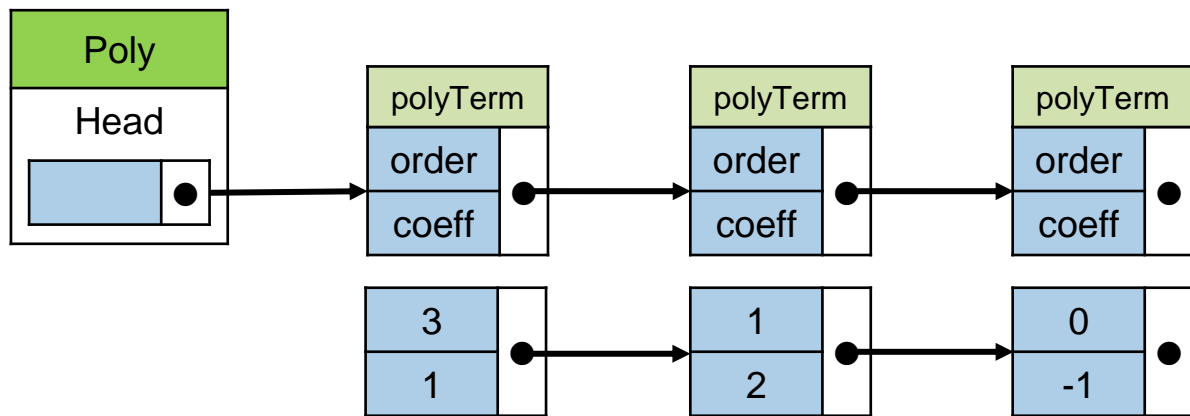 Poly
Head
polyTerm polyTerm polyTerm
order order order
coeff coeff coeff
3 1 0
1 2 -1